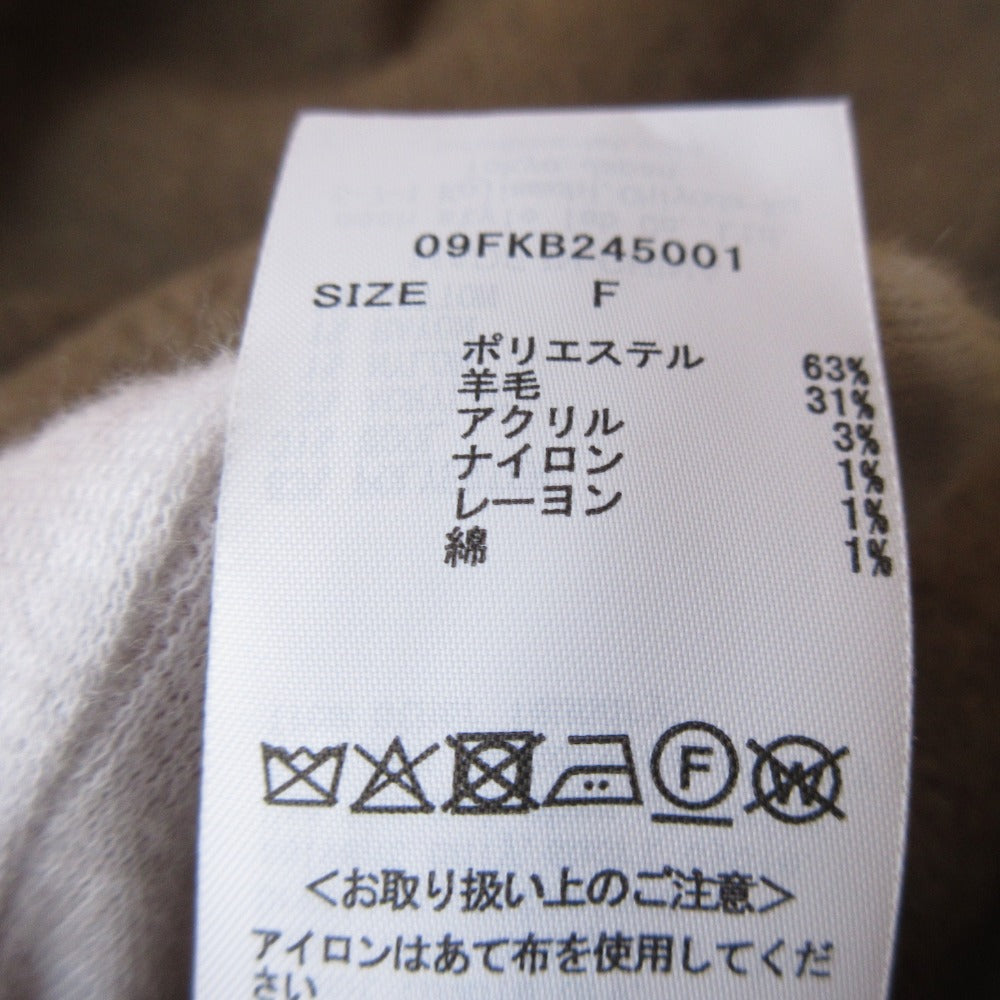 09FKB245001
SIZE F
ポリエステル 63%
羊毛 31%
アクリル 3%
ナイロン 1%
レーヨン 1%
綿 1%
F
W
<お取り扱い上のご注意>
アイロンはあて布を使用してくだ
さい